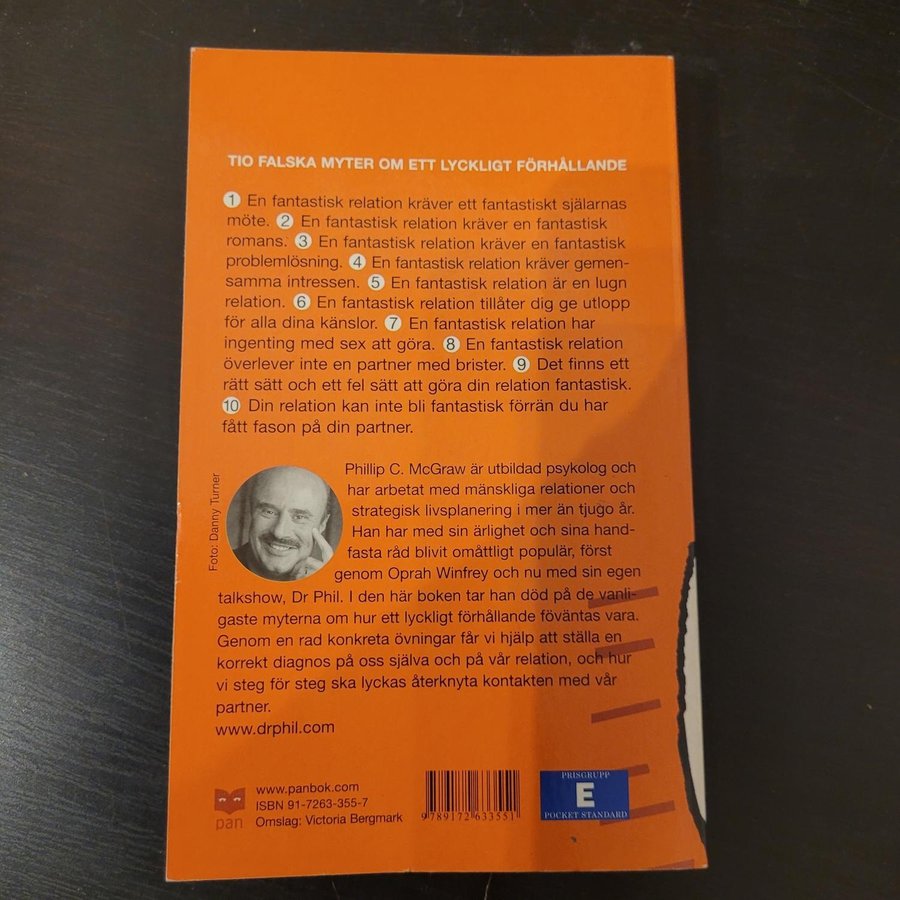 TIO FALSKA MYTER OM ETT LYCKLIGT FÖRHÅLLANDE
1 En fantastisk relation kräver ett fantastiskt själarnas
möte. 2 En fantastisk relation kräver en fantastisk
romans. 3 En fantastisk relation kräver en fantastisk
problemlösning. 4 En fantastisk relation kräver gemen-
samma intressen. 5 En fantastisk relation är en lugn
relation. 6 En fantastisk relation tillåter dig ge utlopp
för alla dina känslor. 7 En fantastisk relation har
ingenting med sex att göra. 8 En fantastisk relation
överlever inte en partner med brister. 9 Det finns ett
rätt sätt och ett fel sätt att göra din relation fantastisk.
10 Din relation kan inte bli fantastisk förrän du har
fått fason på din partner.
Foto: Danny Turner
Phillip C. McGraw är utbildad psykolog och
har arbetat med mänskliga relationer och
strategisk livsplanering i mer än tjugo år.
Han har med sin ärlighet och sina hand-
fasta råd blivit omåttligt populär, först
genom Oprah Winfrey och nu med sin egen
talkshow, Dr Phil. I den här boken tar han död på de vanli-
gaste myterna om hur ett lyckligt förhållande föväntas vara.
Genom en rad konkreta övningar får vi hjälp att ställa en
korrekt diagnos på oss själva och på vår relation, och hur
vi steg för steg ska lyckas återknyta kontakten med vår
partner.
www.drphil.com
pan
www.panbok.com
ISBN 91-7263-355-7
Omslag: Victoria Bergmark
9 789172 633551
PRISGRUPP
E
POCKET STANDARD